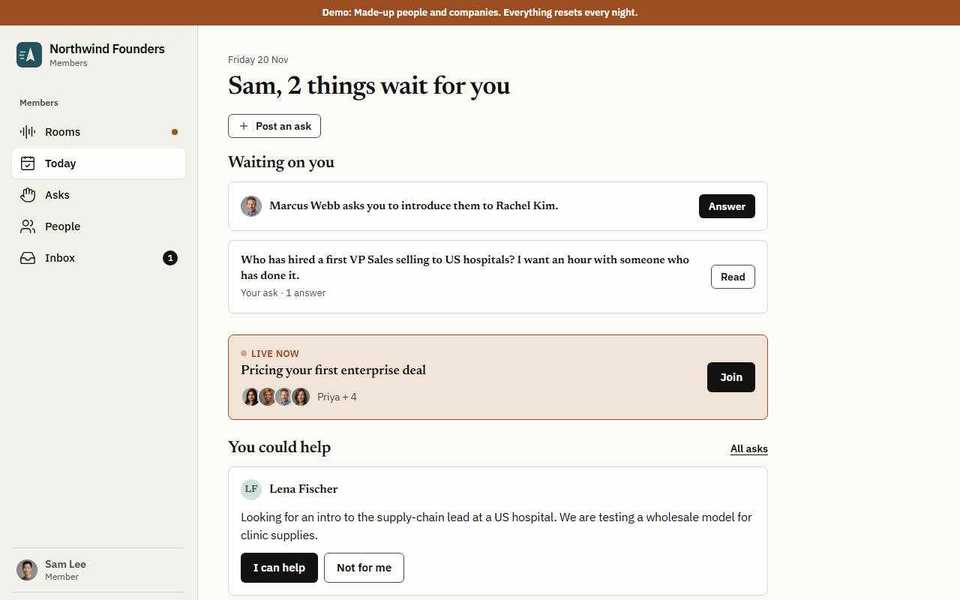 Demo: Made-up people and companies. Everything resets every night.
Northwind Founders
Members
Members
Rooms
Today
Asks
People
Inbox
1
Sam Lee
Member
Friday 20 Nov
Sam, 2 things wait for you
+ Post an ask
Waiting on you
Marcus Webb asks you to introduce them to Rachel Kim.
Answer
Who has hired a first VP Sales selling to US hospitals? I want an hour with someone who
has done it.
Your ask · 1 answer
Read
LIVE NOW
Pricing your first enterprise deal
Priya + 4
Join
You could help
All asks
LF
Lena Fischer
Looking for an intro to the supply-chain lead at a US hospital. We are testing a wholesale model for
clinic supplies.
I can help
Not for me